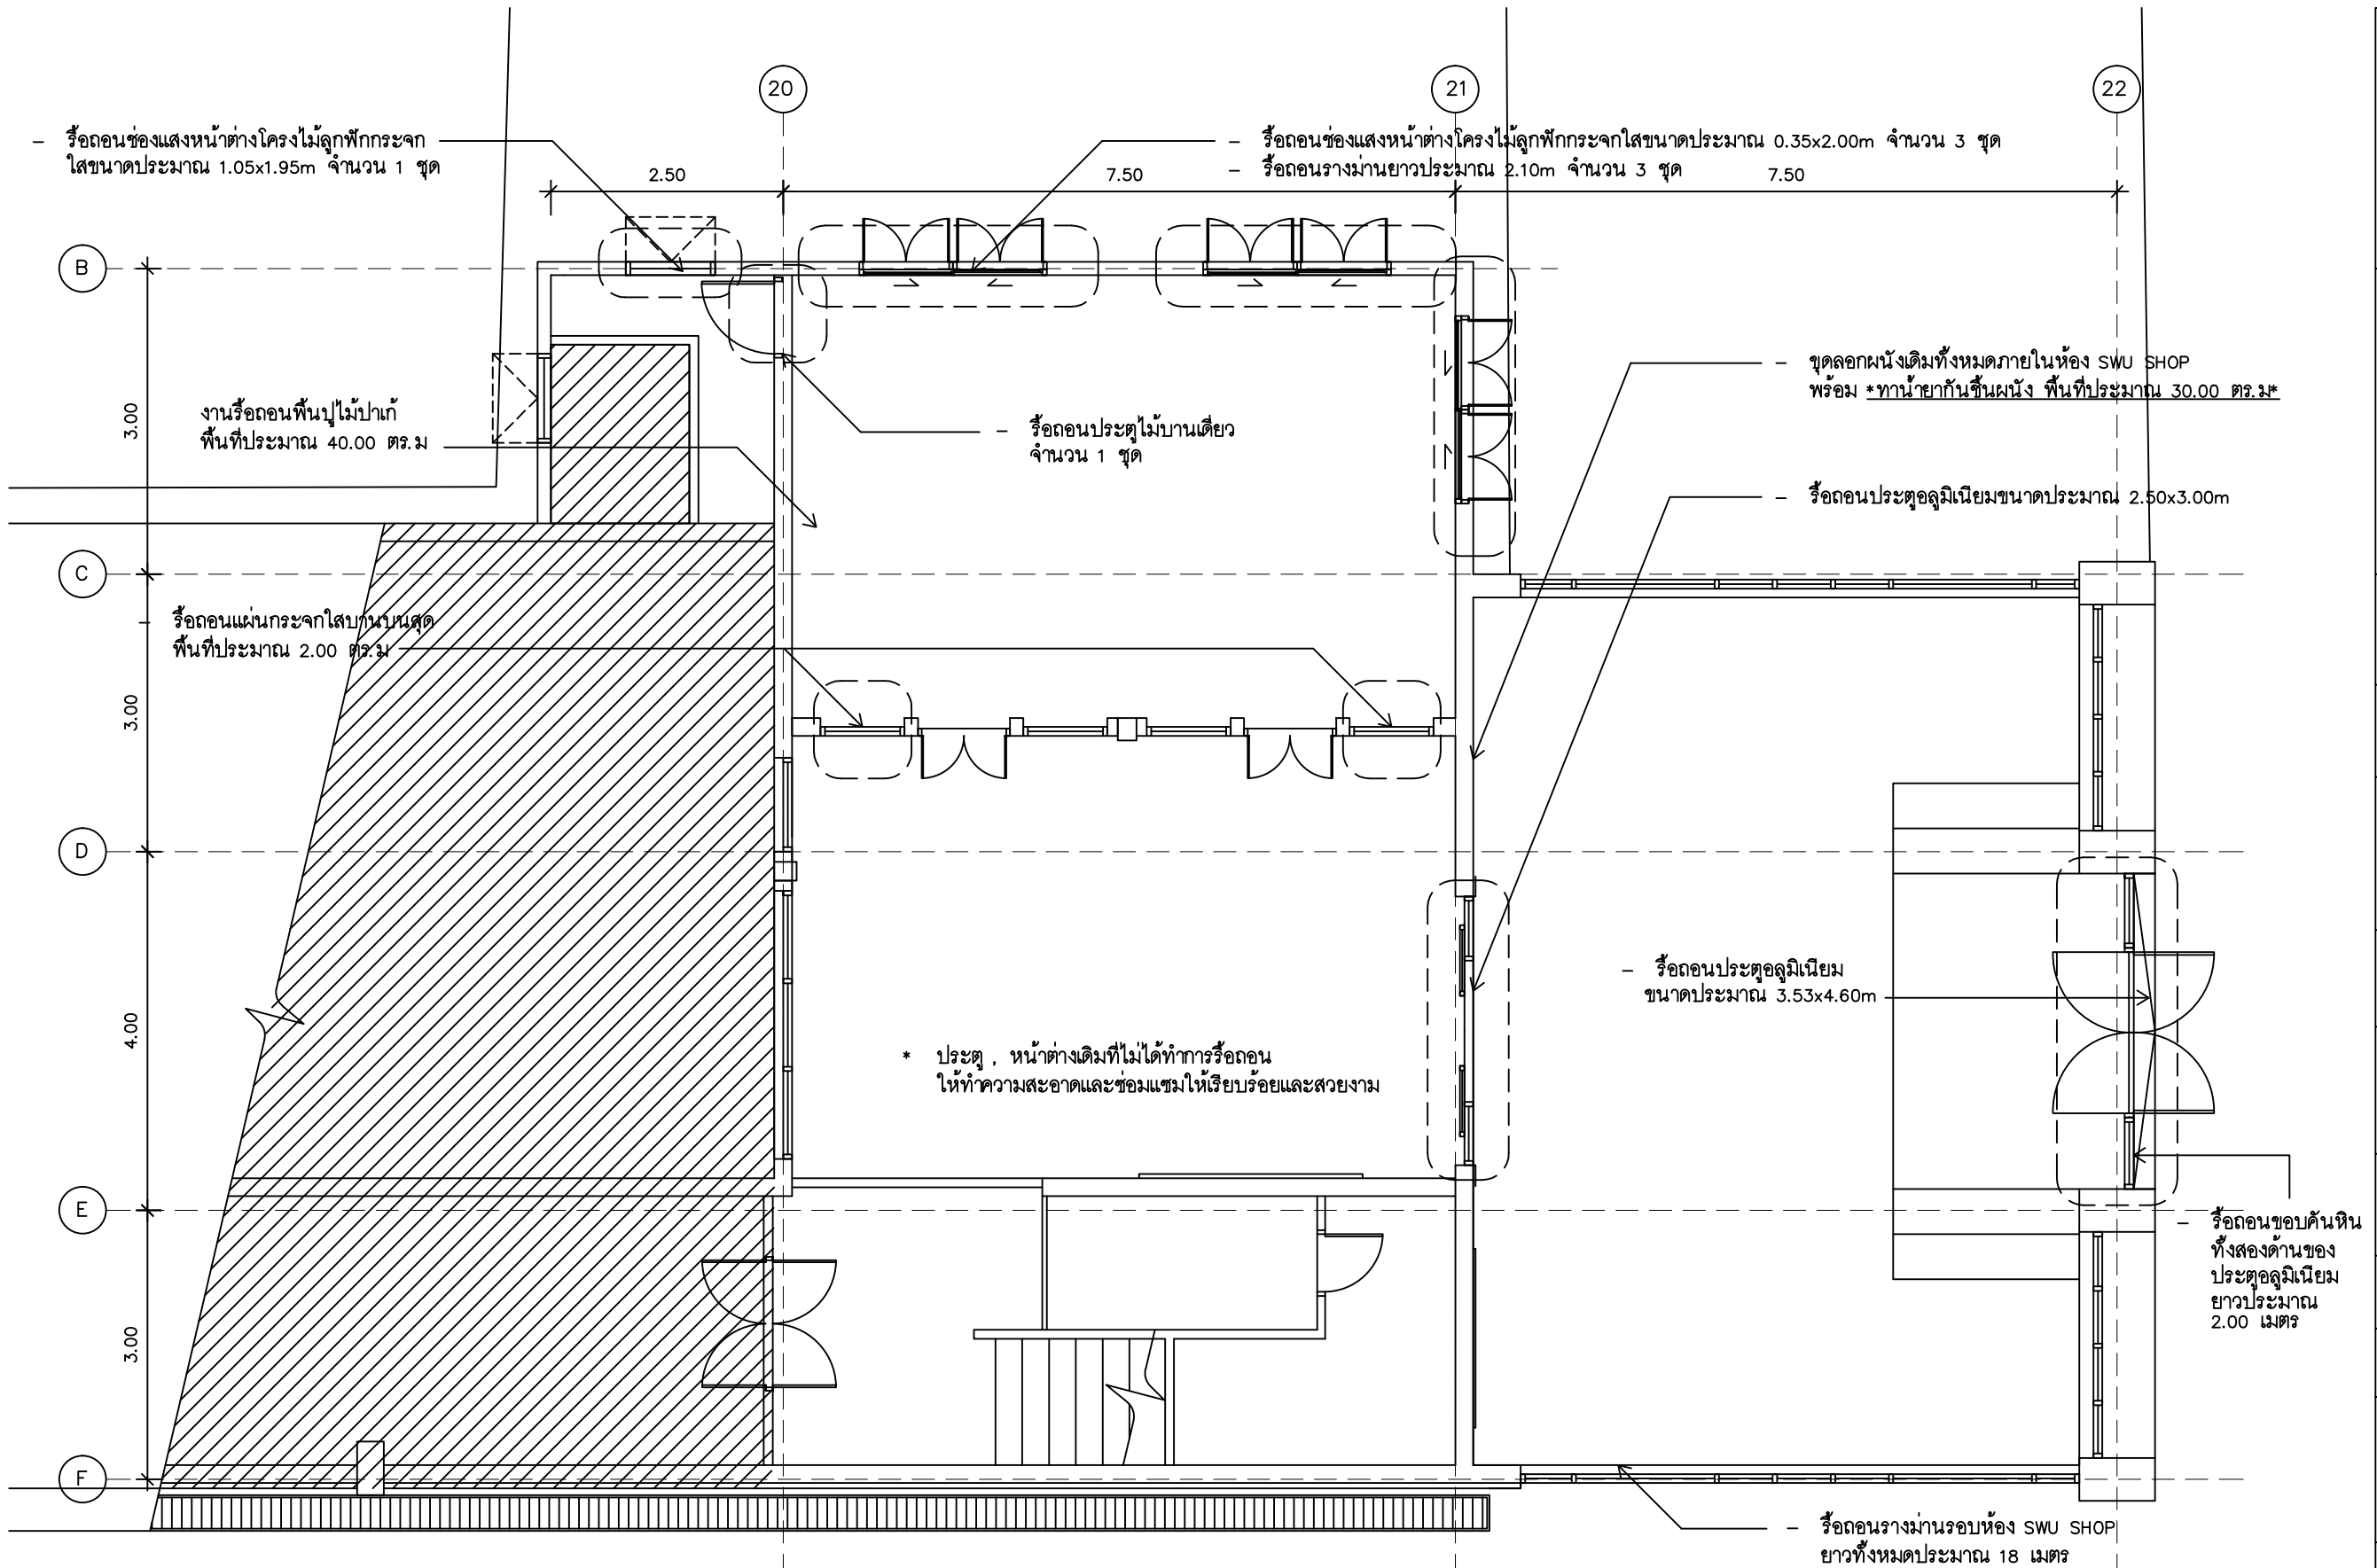 20
21
22
- รื้อถอนช่องแสงหน้าต่างโครงไม้ลูกฟักกระจก
ใสขนาดประมาณ 1.05x1.95m จำนวน 1 ชุด
- รื้อถอนช่องแสงหน้าต่างโครงไม้ลูกฟักกระจกใสขนาดประมาณ 0.35x2.00m จำนวน 3 ชุด
- รื้อถอนรางม่านยาวประมาณ 2.10m จำนวน 3 ชุด
2.50
7.50
7.50
B
3.00
งานรื้อถอนพื้นปูไม้ปาเก้
พื้นที่ประมาณ 40.00 ตร.ม
- รื้อถอนประตูไม้บานเดี่ยว
จำนวน 1 ชุด
- ขุดลอกผนังเดิมทั้งหมดภายในห้อง SWU SHOP
พร้อม *ทาน้ำยากันชื้นผนัง พื้นที่ประมาณ 30.00 ตร.ม*
- รื้อถอนประตูอลูมิเนียมขนาดประมาณ 2.50x3.00m
C
- รื้อถอนแผ่นกระจกใสบานบนสุด
พื้นที่ประมาณ 2.00 ตร.ม
3.00
D
- รื้อถอนประตูอลูมิเนียม
ขนาดประมาณ 3.53x4.60m
4.00
* ประตู , หน้าต่างเดิมที่ไม่ได้ทำการรื้อถอน
ให้ทำความสะอาดและซ่อมแซมให้เรียบร้อยและสวยงาม
E
- รื้อถอนขอบคันหิน
ทั้งสองด้านของ
ประตูอลูมิเนียม
ยาวประมาณ
2.00 เมตร
3.00
F
- รื้อถอนรางม่านรอบห้อง SWU SHOP
ยาวทั้งหมดประมาณ 18 เมตร